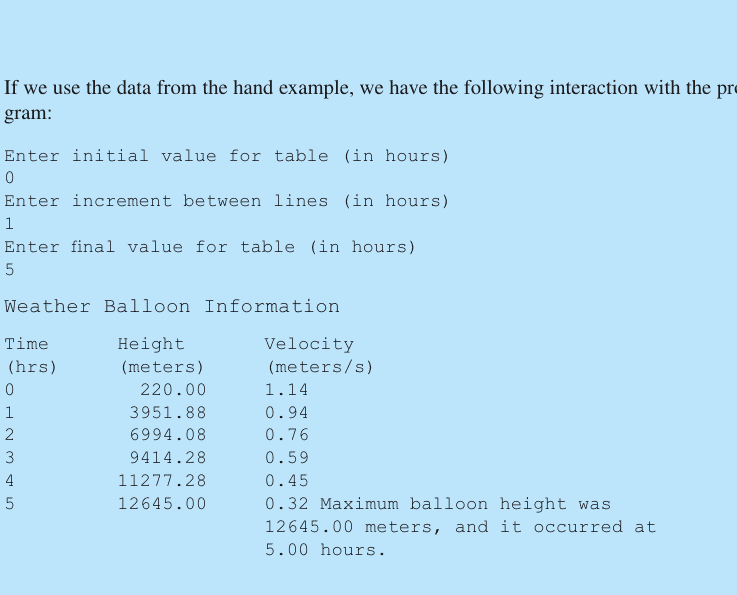 If we use the data from the hand example, we have the following interaction with the pro
gram:
Enter initial value for table (in hours)
0
Enter increment between lines (in hours)
1
Enter final value for table (in hours)
5
Weather Balloon Information
Time Height Velocity
(hrs) (meters) (meters/s)
0 220.00 1.14
1 3951.88 0.94
2 6994.08 0.76
3 9414.28 0.59
4 11277.28 0.45
5 12645.00 0.32 Maximum balloon height was
12645.00 meters, and it occurred at
5.00 hours.